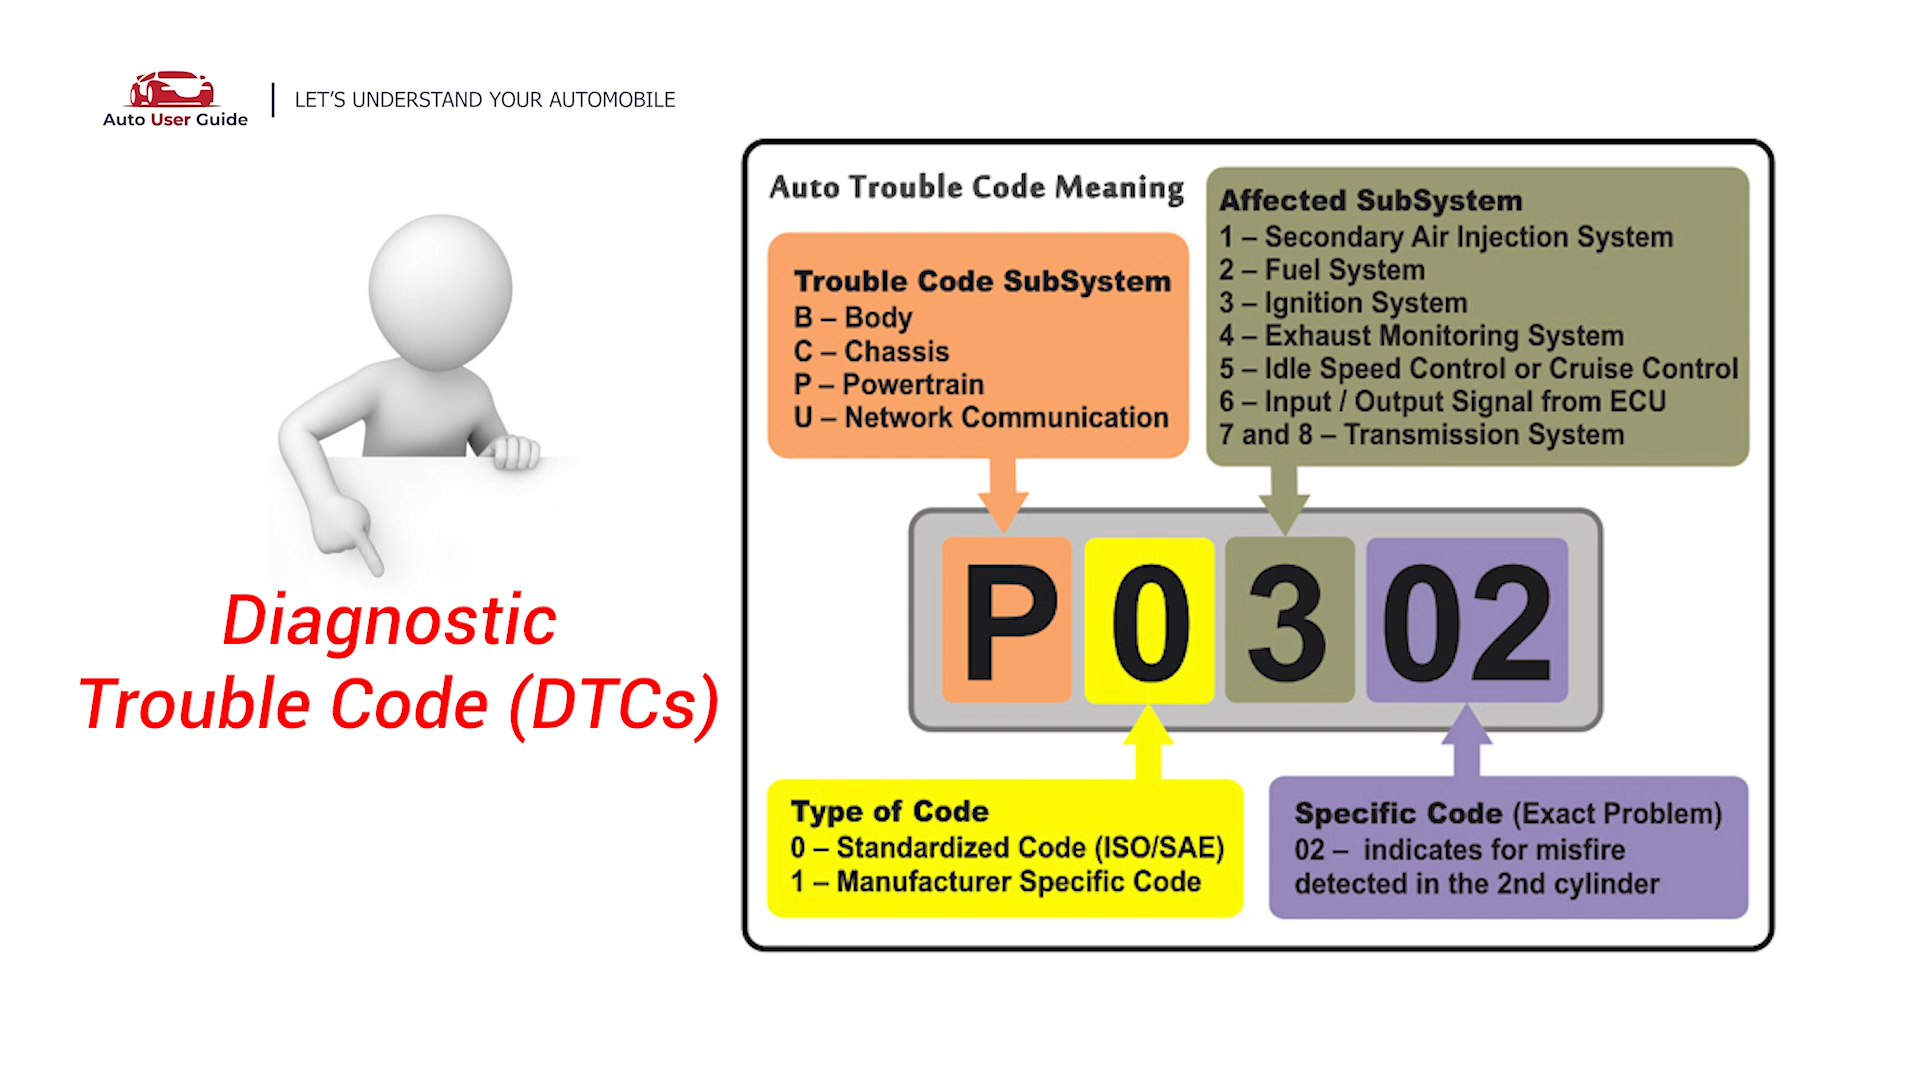 Auto User Guide
LET'S UNDERSTAND YOUR AUTOMOBILE
Diagnostic
Trouble Code (DTCs)
Auto Trouble Code Meaning
Trouble Code SubSystem
B – Body
C – Chassis
P – Powertrain
U – Network Communication
Affected SubSystem
1 – Secondary Air Injection System
2 – Fuel System
3 – Ignition System
4 – Exhaust Monitoring System
5 – Idle Speed Control or Cruise Control
6 – Input / Output Signal from ECU
7 and 8 – Transmission System
P 0 3 02
Type of Code
0 – Standardized Code (ISO/SAE)
1 – Manufacturer Specific Code
Specific Code (Exact Problem)
02 – indicates for misfire
detected in the 2nd cylinder